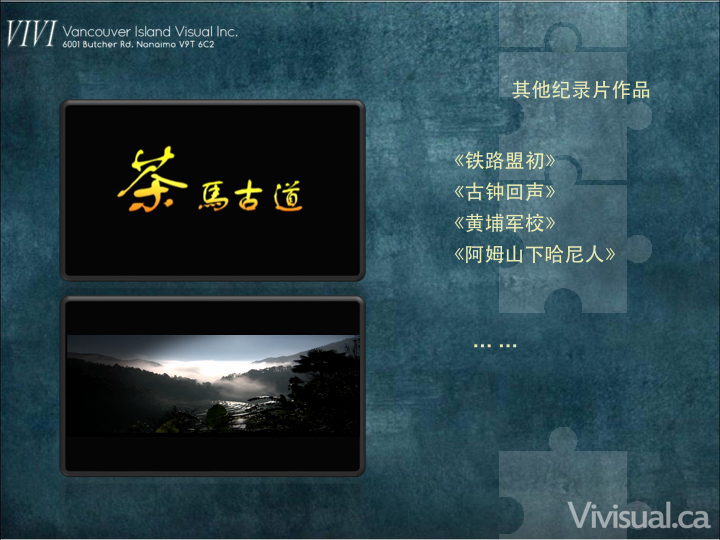 VIVI
Vancouver Island Visual Inc.
6001 Butcher Rd. Nanaimo V9T 6C2
其他纪录片作品
茶馬古道
《铁路盟初》
《古钟回声》
《黄埔军校》
《阿姆山下哈尼人》
... ...
Vivisual.ca